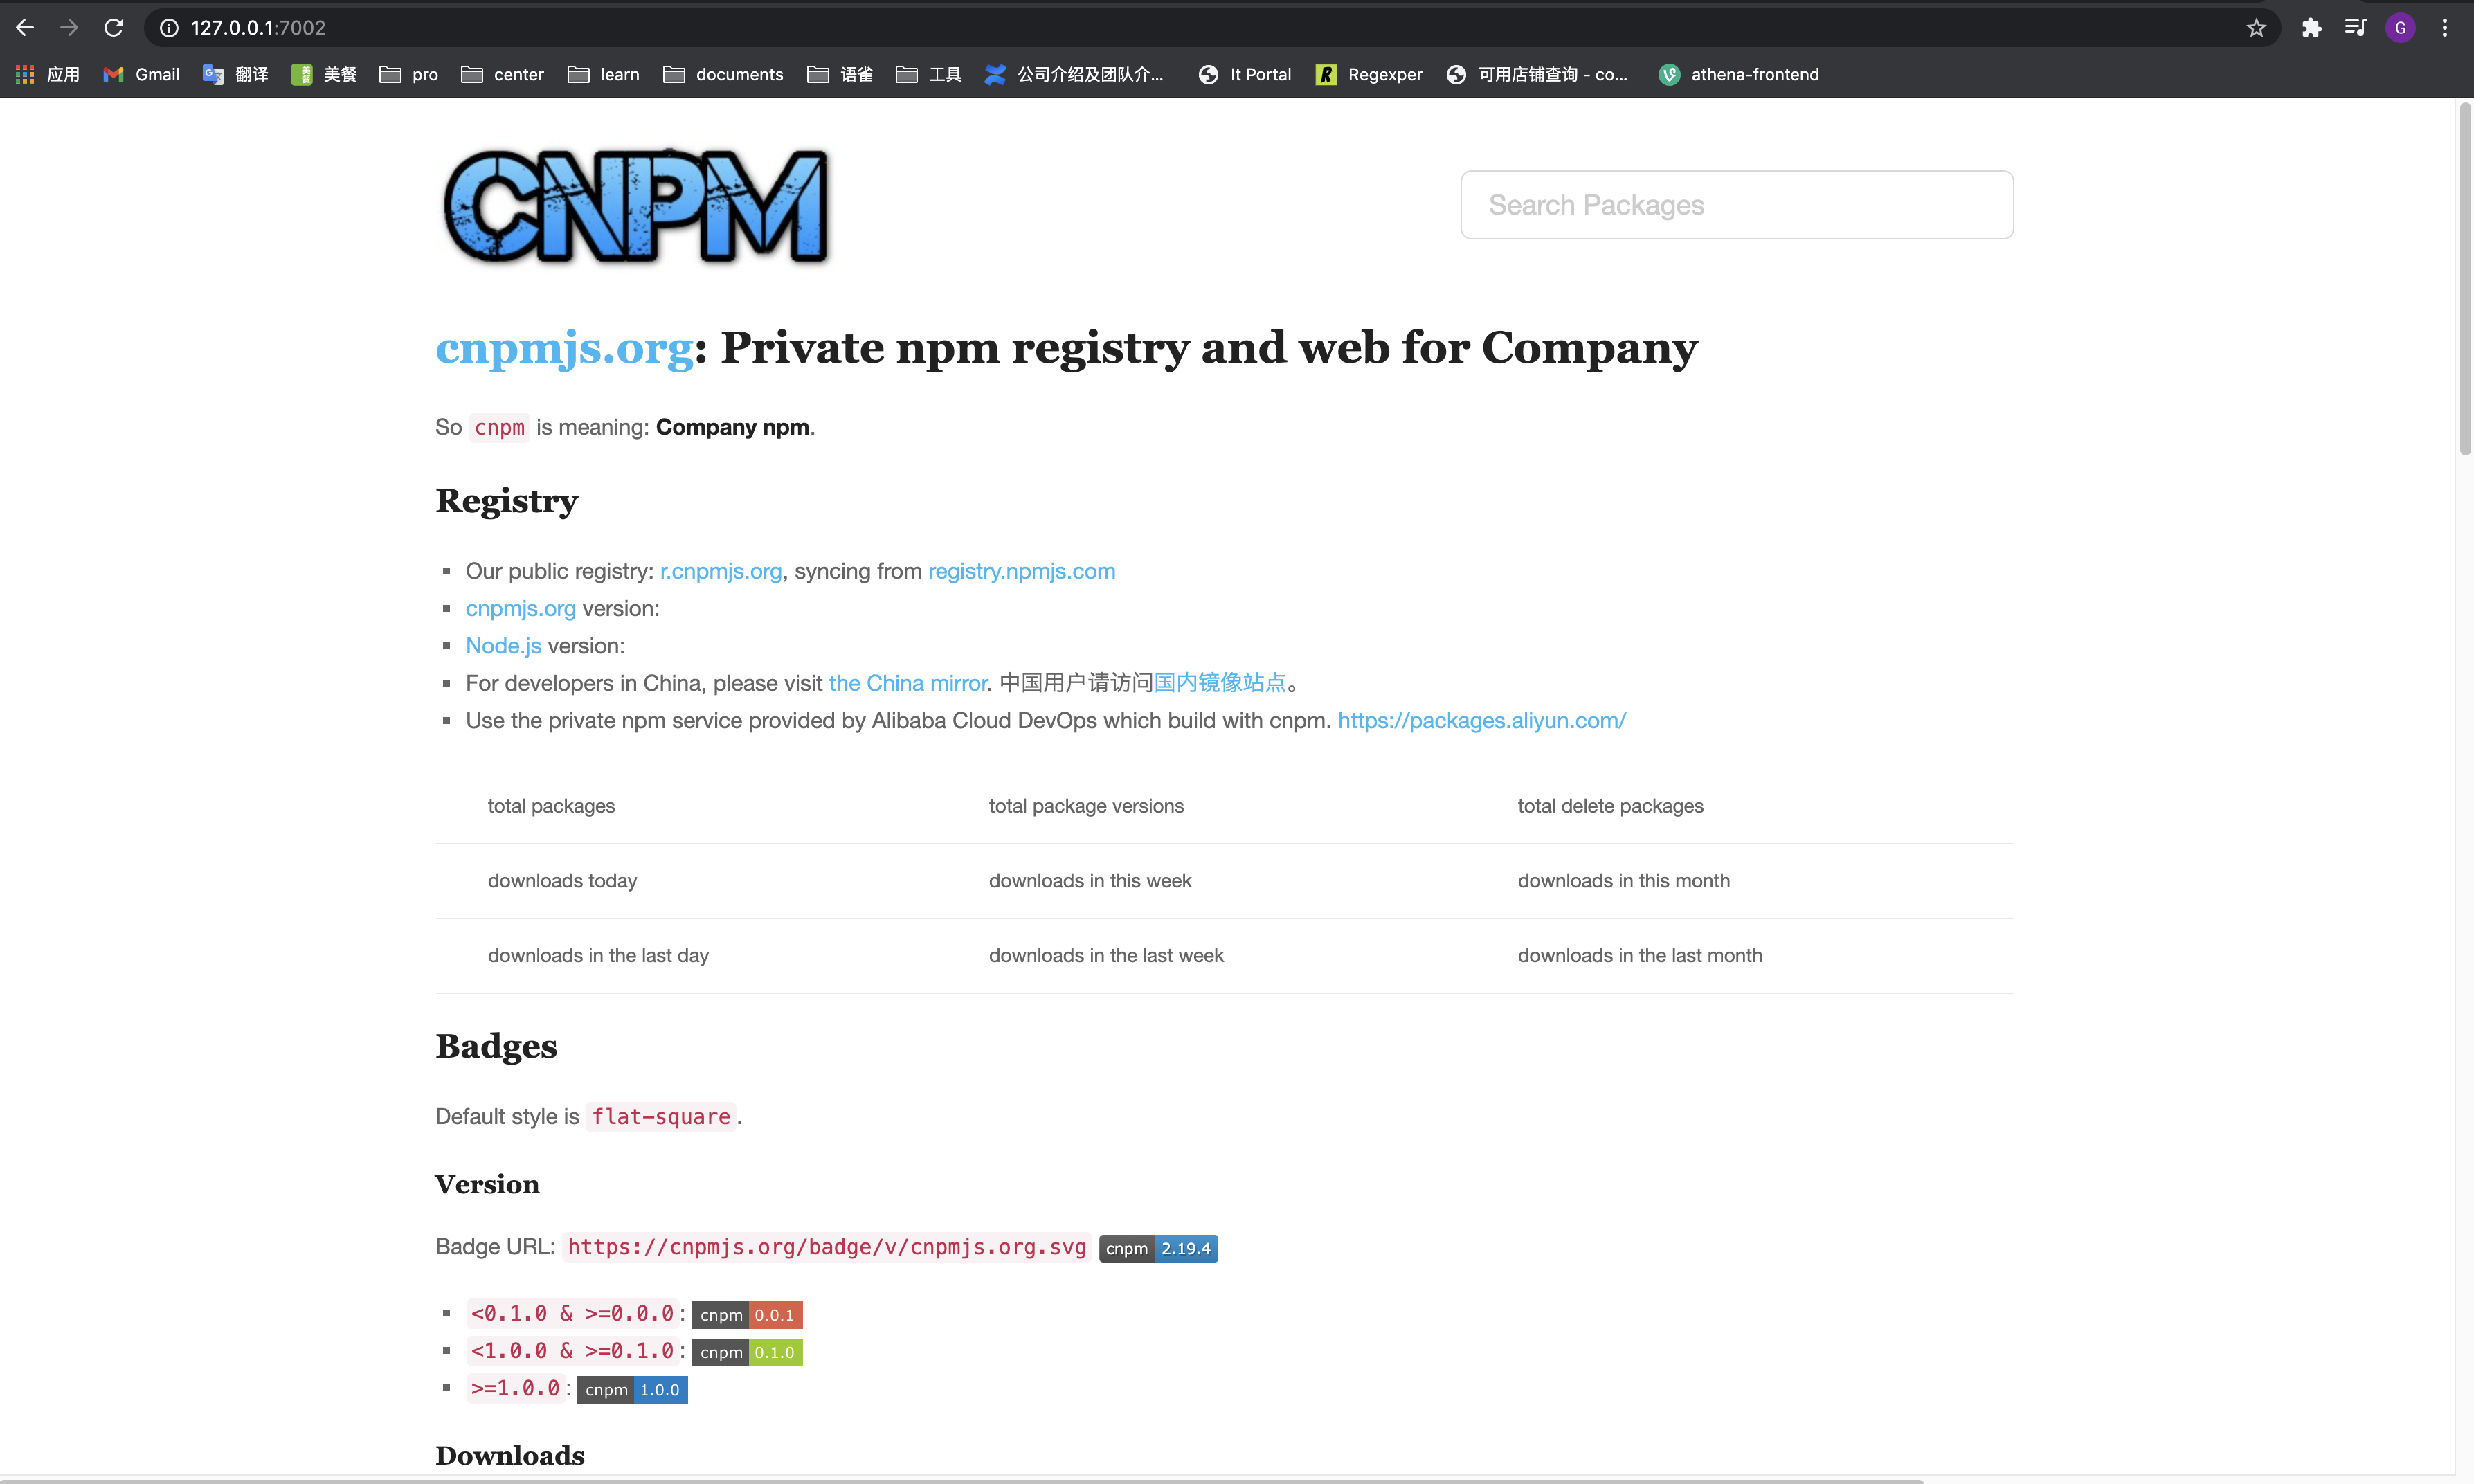 127.0.0.1:7002
G
应用 Gmail 翻译 美餐 pro center learn documents 语雀 工具 公司介绍及团队介... It Portal Regexper 可用店铺查询 - co... athena-frontend
CNPM
Search Packages
cnpmjs.org: Private npm registry and web for Company
So cnpm is meaning: Company npm.
Registry
Our public registry: r.cnpmjs.org, syncing from registry.npmjs.com
cnpmjs.org version:
Node.js version:
For developers in China, please visit the China mirror. 中国用户请访问国内镜像站点。
Use the private npm service provided by Alibaba Cloud DevOps which build with cnpm. https://packages.aliyun.com/
total packages total package versions total delete packages
downloads today downloads in this week downloads in this month
downloads in the last day downloads in the last week downloads in the last month
Badges
Default style is flat-square.
Version
Badge URL: https://cnpmjs.org/badge/v/cnpmjs.org.svg cnpm 2.19.4
<0.1.0 & >=0.0.0: cnpm 0.0.1
<1.0.0 & >=0.1.0: cnpm 0.1.0
>=1.0.0: cnpm 1.0.0
Downloads